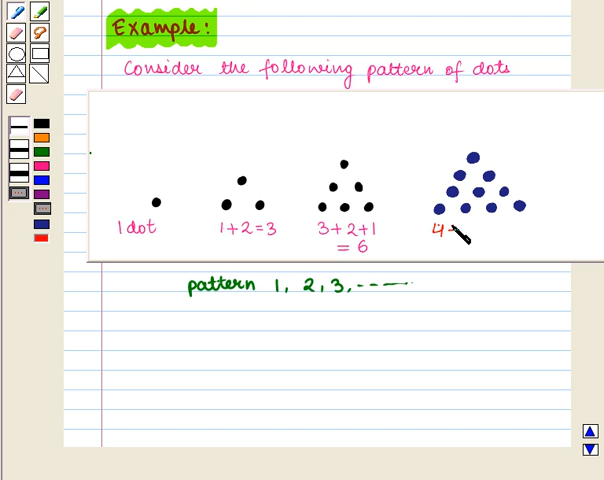 Example:
Consider the following pattern of dots
1 dot 1+2=3 3+2+1 4-
= 6
pattern 1, 2, 3, -----